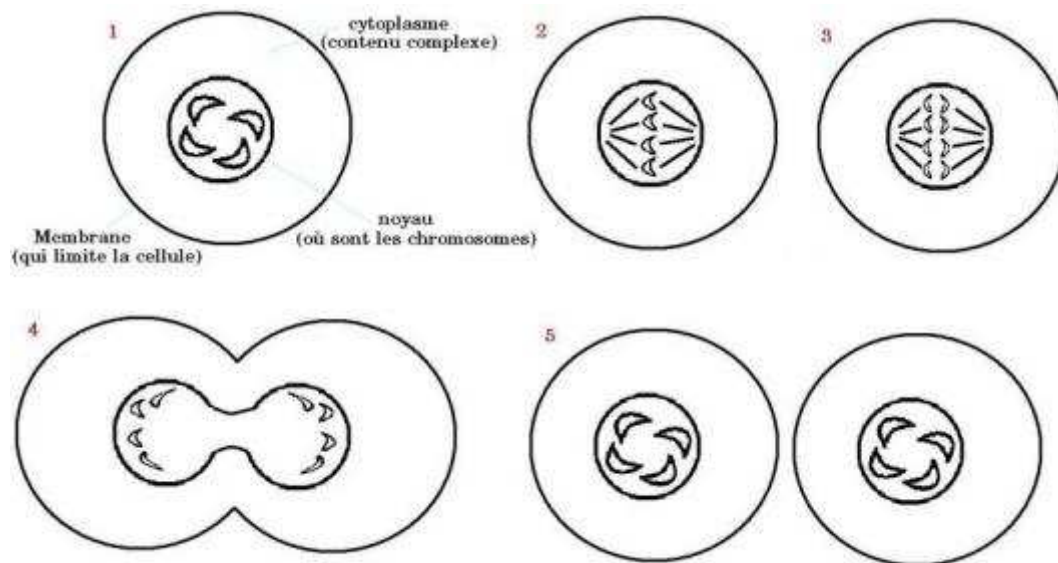 1
cytoplasme
(contenu complexe)
2
3
Membrane
(qui limite la cellule)
noyau
(où sont les chromosomes)
4
5